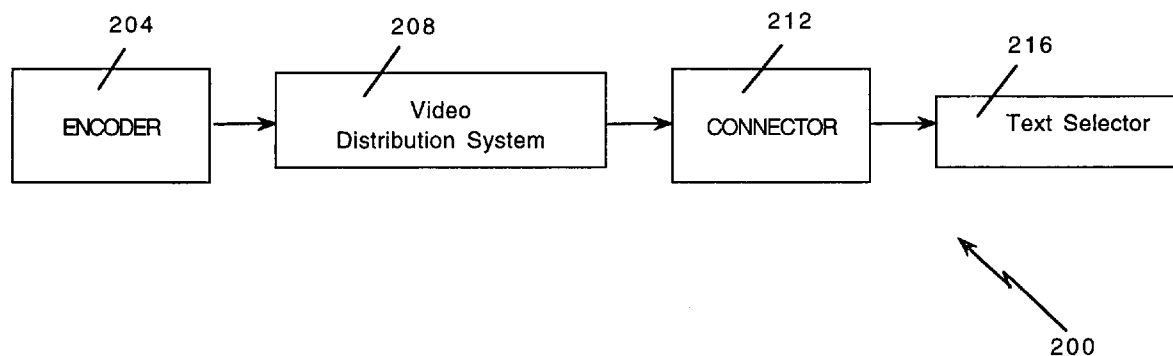 204
208
212
216
ENCODER
Video
Distribution System
CONNECTOR
Text Selector
200